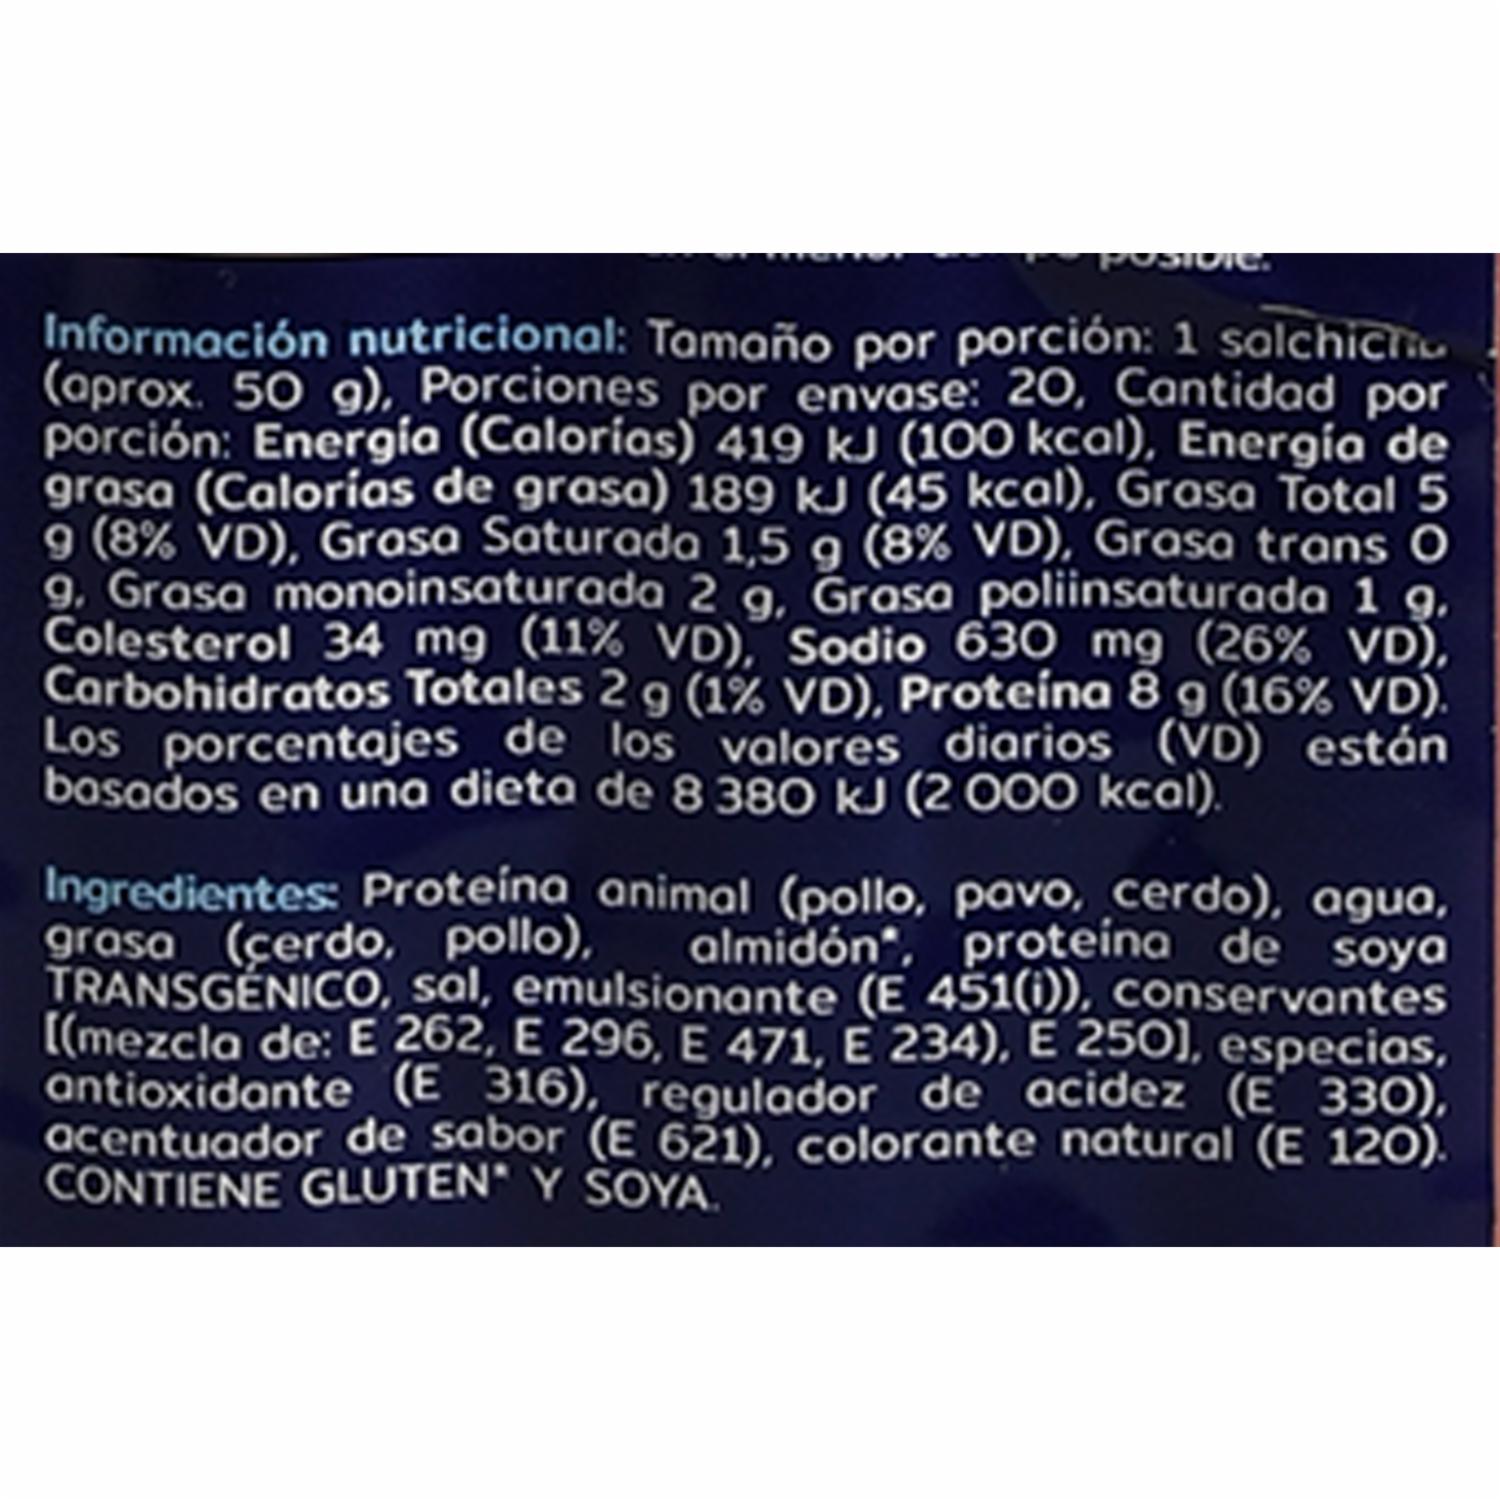 posible.
Información nutricional: Tamaño por porción: 1 salchicha
(aprox. 50 g), Porciones por envase: 20, Cantidad por
porción: Energía (Calorías) 419 kJ (100 kcal), Energía de
grasa (Calorías de grasa) 189 kJ (45 kcal), Grasa Total 5
g (8% VD), Grasa Saturada 1,5 g (8% VD), Grasa trans 0
g, Grasa monoinsaturada 2 g, Grasa poliinsaturada 1 g,
Colesterol 34 mg (11% VD), Sodio 630 mg (26% VD),
Carbohidratos Totales 2 g (1% VD), Proteína 8 g (16% VD).
Los porcentajes de los valores diarios (VD) están
basados en una dieta de 8 380 kJ (2 000 kcal).
Ingredientes: Proteína animal (pollo, pavo, cerdo), agua,
grasa (cerdo, pollo), almidón*, proteína de soya
TRANSGÉNICO, sal, emulsionante (E 451(i)), conservantes
[(mezcla de: E 262, E 296, E 471, E 234), E 250], especias,
antioxidante (E 316), regulador de acidez (E 330),
acentuador de sabor (E 621), colorante natural (E 120).
CONTIENE GLUTEN* Y SOYA.